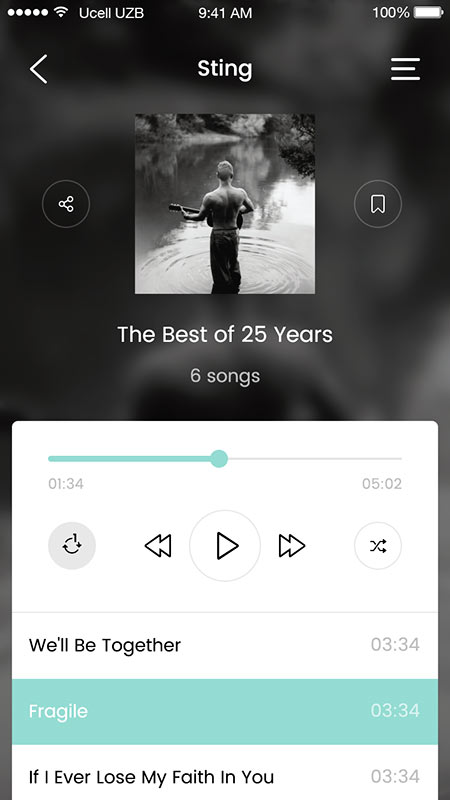 Ucell UZB 9:41 AM 100%
Sting
The Best of 25 Years
6 songs
01:34 05:02
1
We'll Be Together 03:34
Fragile 03:34
If I Ever Lose My Faith In You 03:34